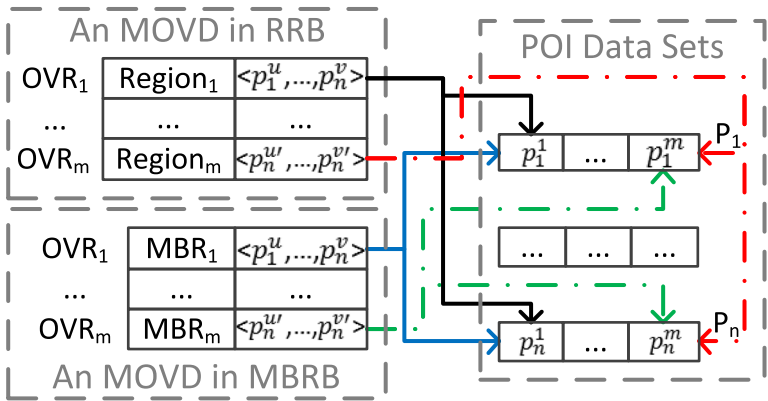 An MOVD in RRB
OVR₁ Region₁ <p₁ᵘ,...,pₙᵛ>
... ... ...
OVRₘ Regionₘ <pₙᵘ′,...,pₙᵛ′>
OVR₁ MBR₁ <p₁ᵘ,...,pₙᵛ>
... ... ...
OVRₘ MBRₘ <pₙᵘ′,...,pₙᵛ′>
An MOVD in MBRB
POI Data Sets
P₁
p₁¹ ... p₁ᵐ
... ... ...
Pₙ
pₙ¹ ... pₙᵐ